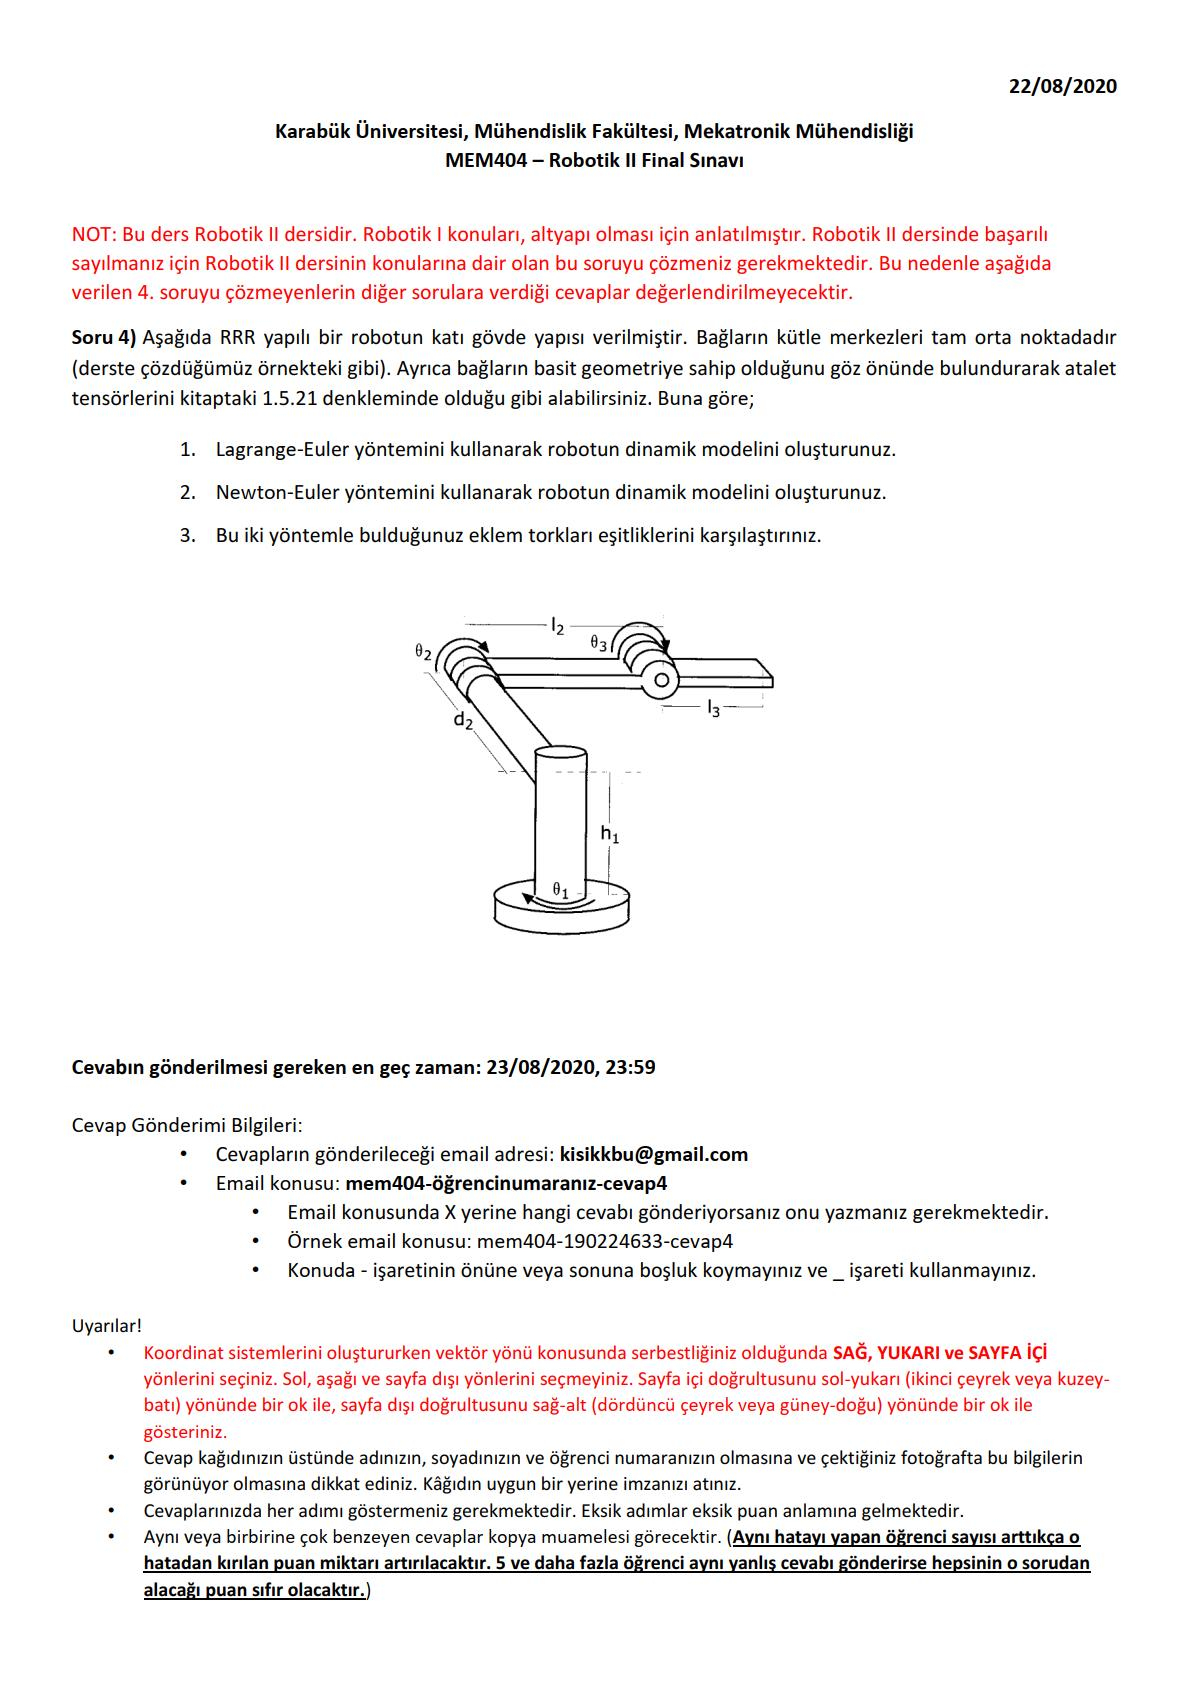 22/08/2020
Karabük Üniversitesi, Mühendislik Fakültesi, Mekatronik Mühendisliği
MEM404 – Robotik II Final Sınavı
NOT: Bu ders Robotik II dersidir. Robotik I konuları, altyapı olması için anlatılmıştır. Robotik II dersinde başarılı
sayılmanız için Robotik II dersinin konularına dair olan bu soruyu çözmeniz gerekmektedir. Bu nedenle aşağıda
verilen 4. soruyu çözmeyenlerin diğer sorulara verdiği cevaplar değerlendirilmeyecektir.
Soru 4) Aşağıda RRR yapılı bir robotun katı gövde yapısı verilmiştir. Bağların kütle merkezleri tam orta noktadadır
(derste çözdüğümüz örnekteki gibi). Ayrıca bağların basit geometriye sahip olduğunu göz önünde bulundurarak atalet
tensörlerini kitaptaki 1.5.21 denkleminde olduğu gibi alabilirsiniz. Buna göre;
1. Lagrange-Euler yöntemini kullanarak robotun dinamik modelini oluşturunuz.
2. Newton-Euler yöntemini kullanarak robotun dinamik modelini oluşturunuz.
3. Bu iki yöntemle bulduğunuz eklem torkları eşitliklerini karşılaştırınız.
l2
θ2
θ3
d2
l3
h1
θ1
Cevabın gönderilmesi gereken en geç zaman: 23/08/2020, 23:59
Cevap Gönderimi Bilgileri:
• Cevapların gönderileceği email adresi: kisikkbu@gmail.com
• Email konusu: mem404-öğrencinumaranız-cevap4
• Email konusunda X yerine hangi cevabı gönderiyorsanız onu yazmanız gerekmektedir.
• Örnek email konusu: mem404-190224633-cevap4
• Konuda - işaretinin önüne veya sonuna boşluk koymayınız ve _ işareti kullanmayınız.
Uyarılar!
• Koordinat sistemlerini oluştururken vektör yönü konusunda serbestliğiniz olduğunda SAĞ, YUKARI ve SAYFA İÇİ
yönlerini seçiniz. Sol, aşağı ve sayfa dışı yönlerini seçmeyiniz. Sayfa içi doğrultusunu sol-yukarı (ikinci çeyrek veya kuzey-
batı) yönünde bir ok ile, sayfa dışı doğrultusunu sağ-alt (dördüncü çeyrek veya güney-doğu) yönünde bir ok ile
gösteriniz.
• Cevap kağıdınızın üstünde adınızın, soyadınızın ve öğrenci numaranızın olmasına ve çektiğiniz fotoğrafta bu bilgilerin
görünüyor olmasına dikkat ediniz. Kâğıdın uygun bir yerine imzanızı atınız.
• Cevaplarınızda her adımı göstermeniz gerekmektedir. Eksik adımlar eksik puan anlamına gelmektedir.
• Aynı veya birbirine çok benzeyen cevaplar kopya muamelesi görecektir. (Aynı hatayı yapan öğrenci sayısı arttıkça o
hatadan kırılan puan miktarı artırılacaktır. 5 ve daha fazla öğrenci aynı yanlış cevabı gönderirse hepsinin o sorudan
alacağı puan sıfır olacaktır.)